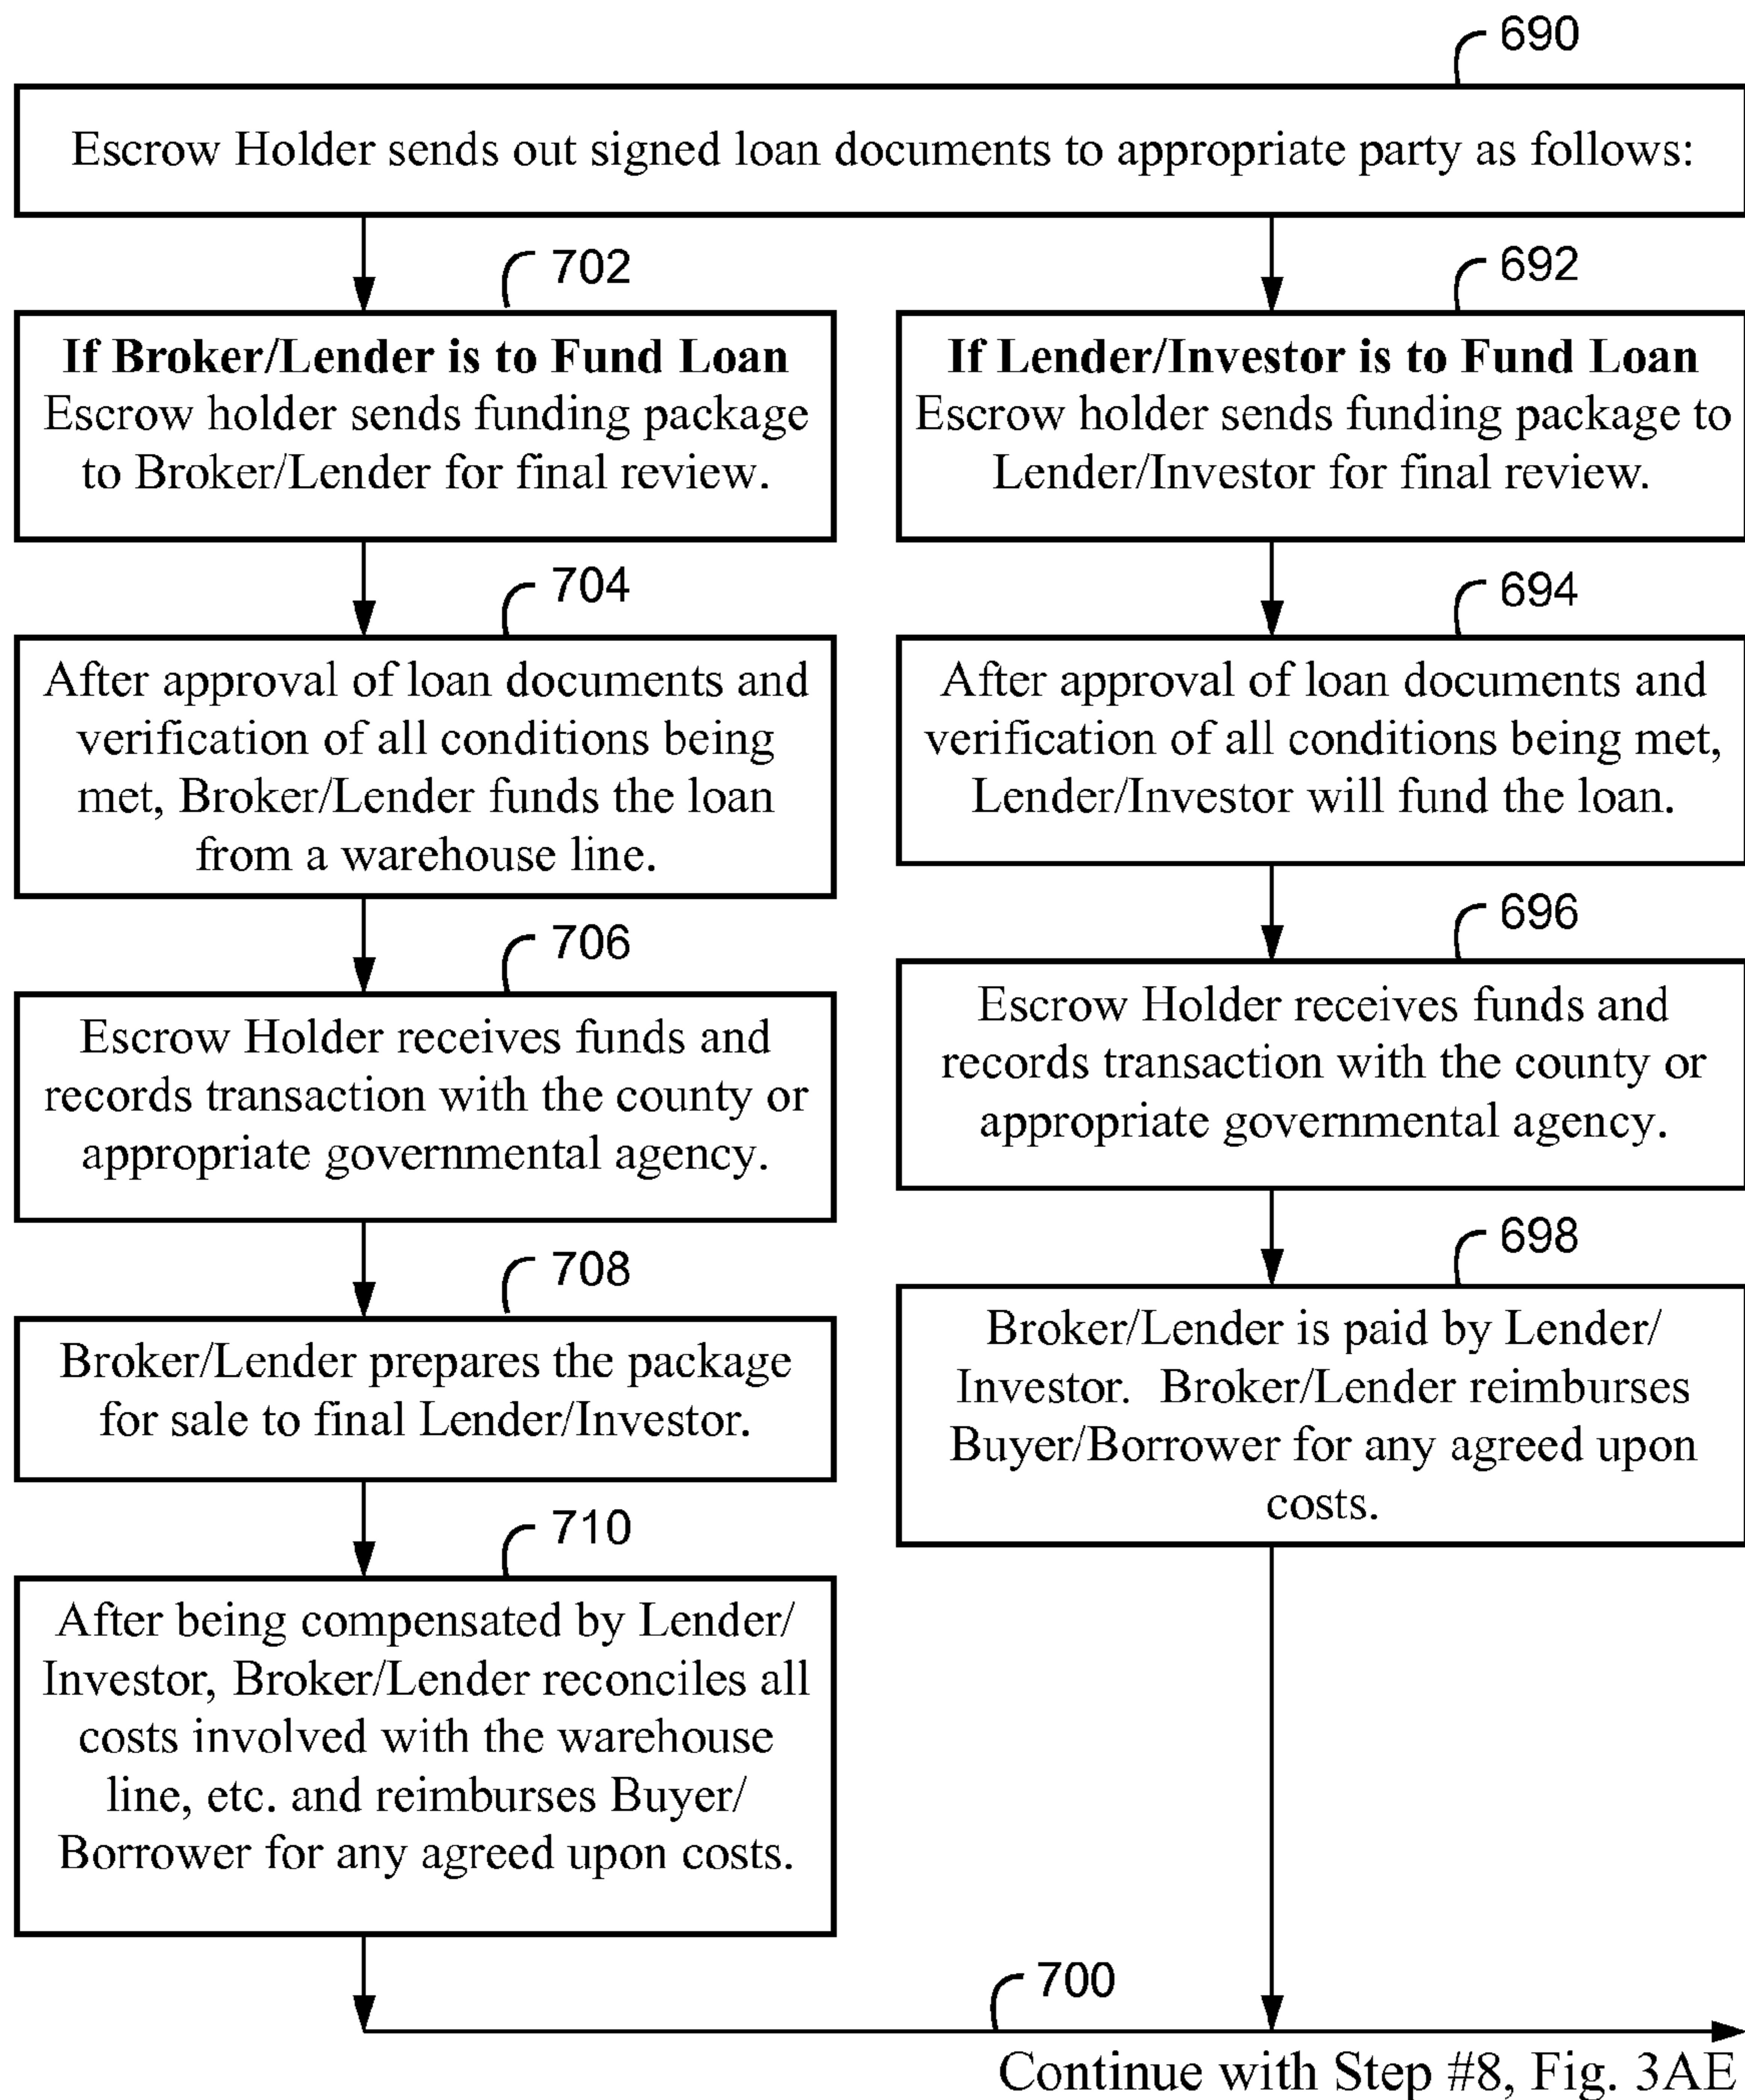 690
Escrow Holder sends out signed loan documents to appropriate party as follows:
702
If Broker/Lender is to Fund Loan
Escrow holder sends funding package
to Broker/Lender for final review.
704
After approval of loan documents and
verification of all conditions being
met, Broker/Lender funds the loan
from a warehouse line.
706
Escrow Holder receives funds and
records transaction with the county or
appropriate governmental agency.
708
Broker/Lender prepares the package
for sale to final Lender/Investor.
710
After being compensated by Lender/
Investor, Broker/Lender reconciles all
costs involved with the warehouse
line, etc. and reimburses Buyer/
Borrower for any agreed upon costs.
692
If Lender/Investor is to Fund Loan
Escrow holder sends funding package to
Lender/Investor for final review.
694
After approval of loan documents and
verification of all conditions being met,
Lender/Investor will fund the loan.
696
Escrow Holder receives funds and
records transaction with the county or
appropriate governmental agency.
698
Broker/Lender is paid by Lender/
Investor.  Broker/Lender reimburses
Buyer/Borrower for any agreed upon
costs.
700
Continue with Step #8, Fig. 3AE